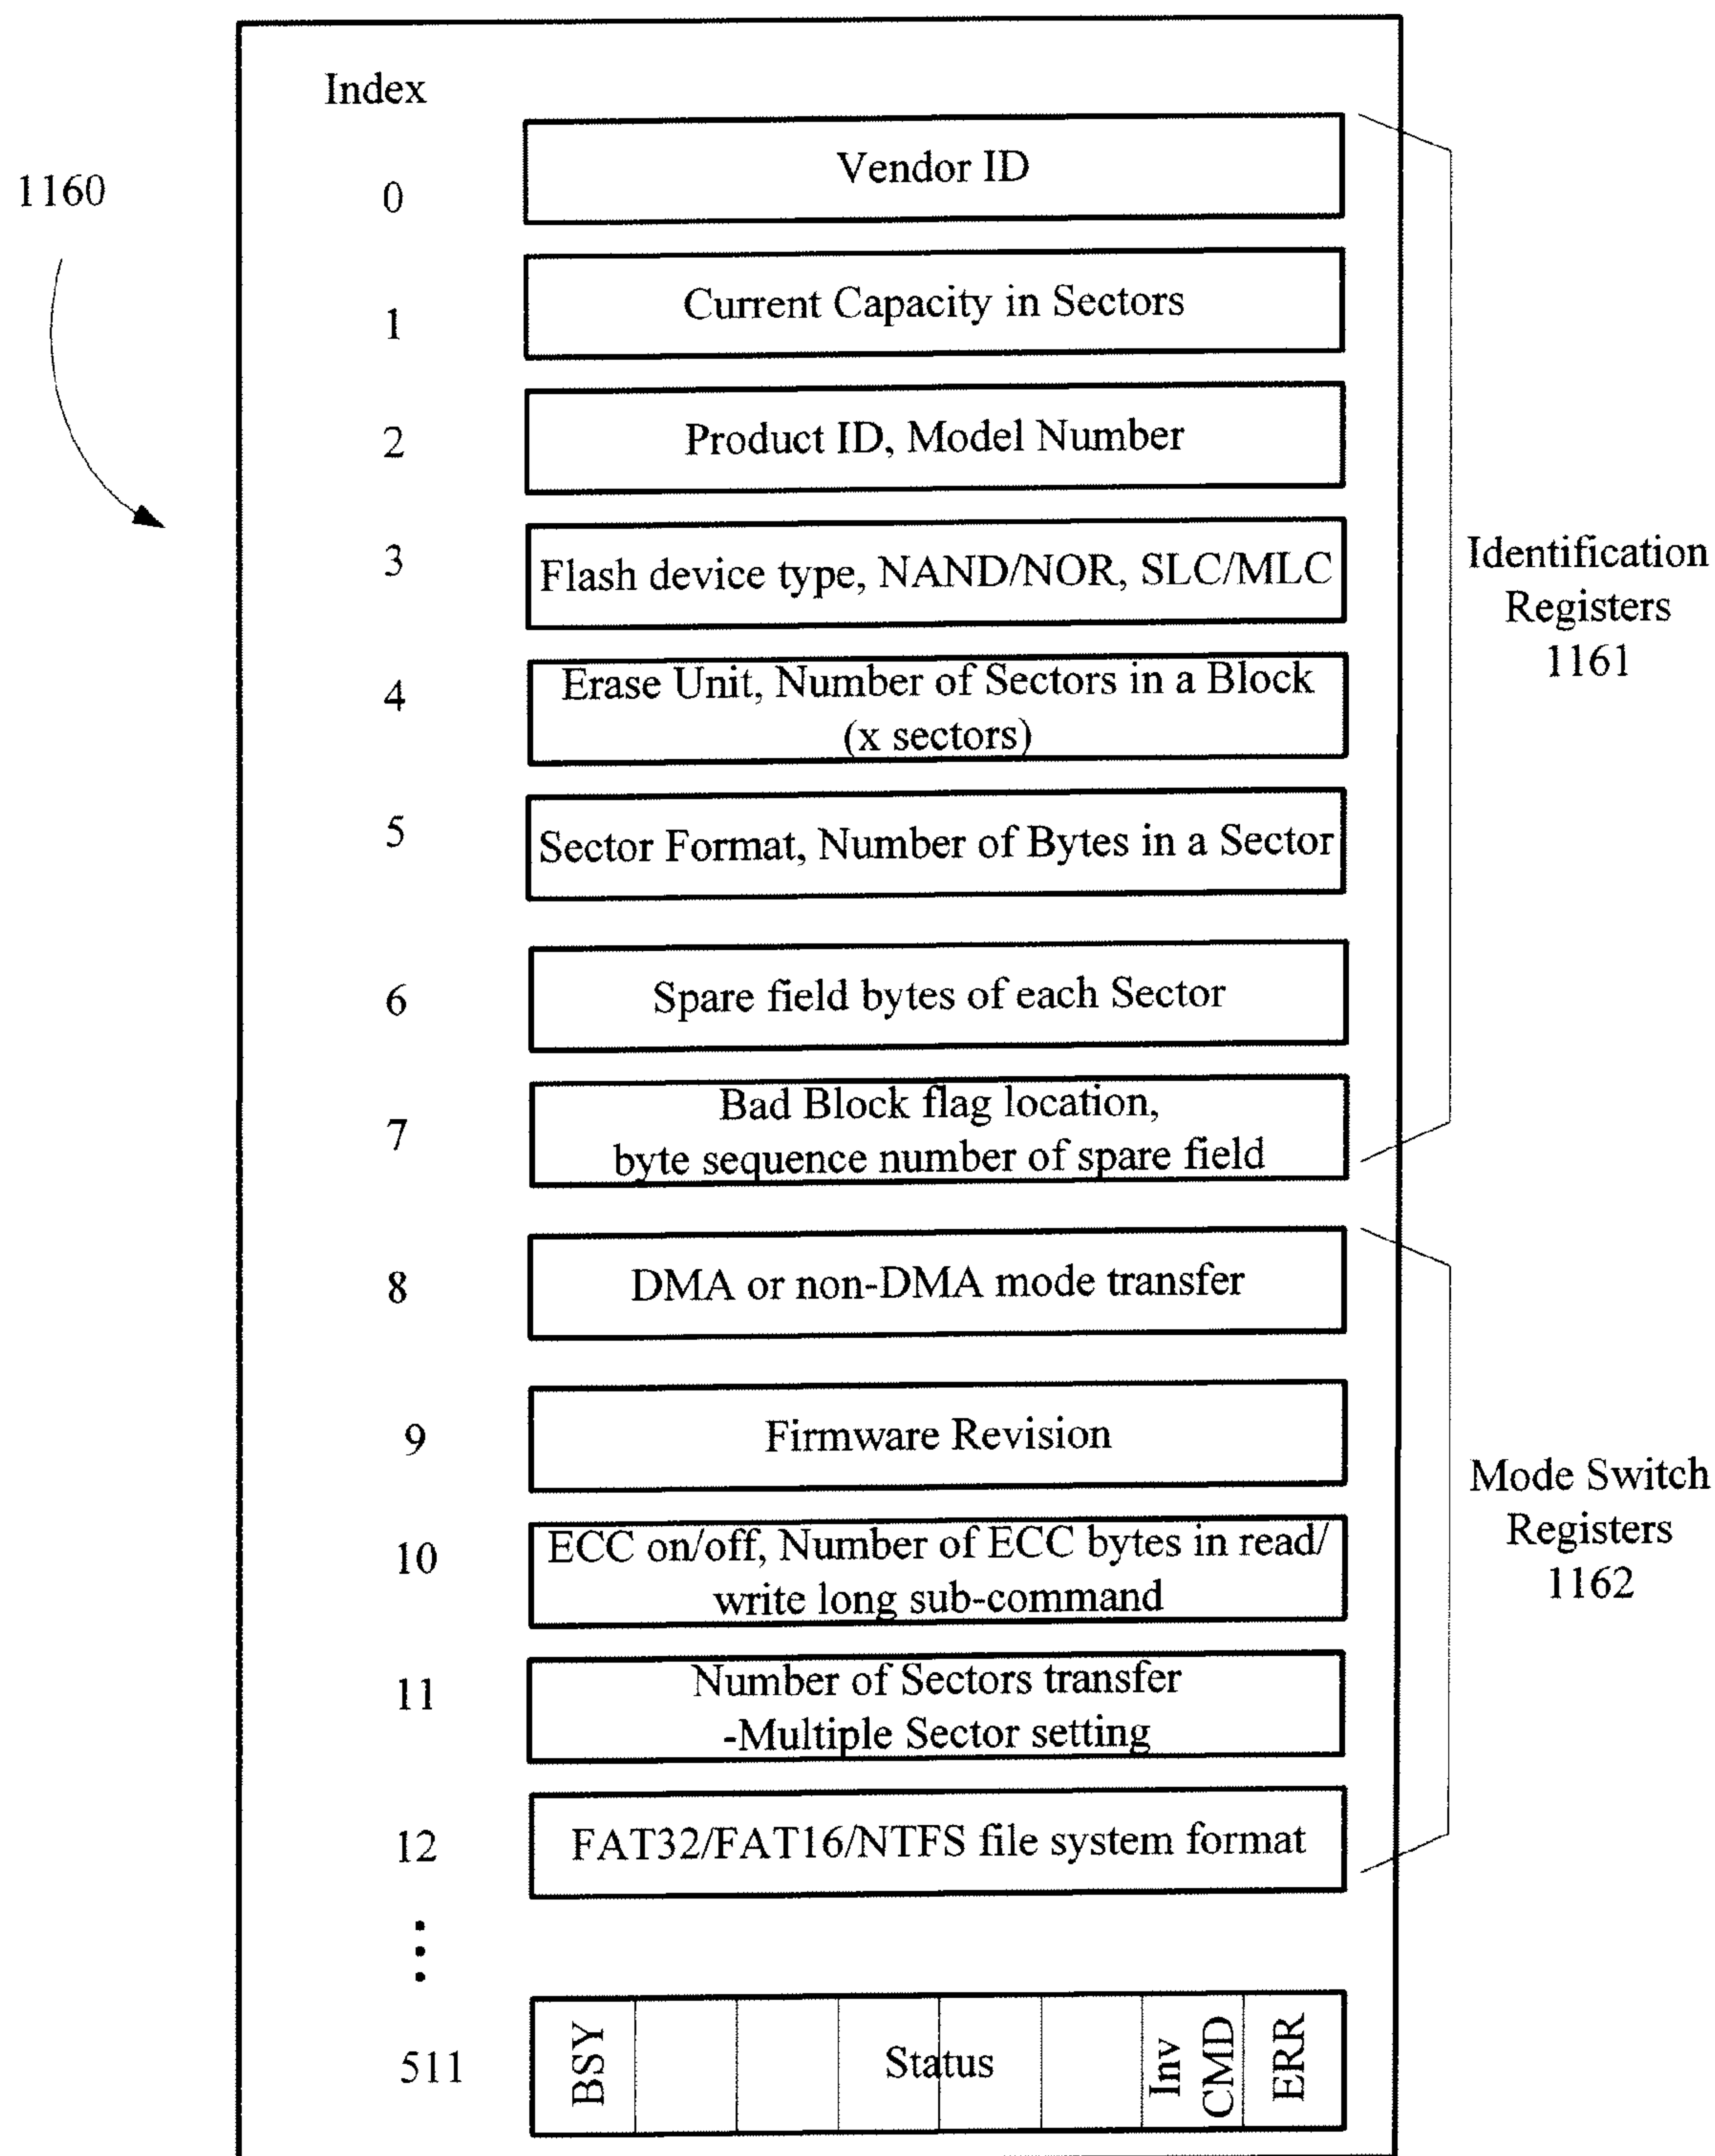 Index
1160
0
Vendor ID
1
Current Capacity in Sectors
2
Product ID, Model Number
3
Flash device type, NAND/NOR, SLC/MLC
Identification
Registers
1161
4
Erase Unit, Number of Sectors in a Block
(x sectors)
5
Sector Format, Number of Bytes in a Sector
6
Spare field bytes of each Sector
7
Bad Block flag location,
byte sequence number of spare field
8
DMA or non-DMA mode transfer
9
Firmware Revision
Mode Switch
Registers
1162
10
ECC on/off, Number of ECC bytes in read/
write long sub-command
11
Number of Sectors transfer
-Multiple Sector setting
12
FAT32/FAT16/NTFS file system format
511
BSY
Status
Inv
CMD
ERR